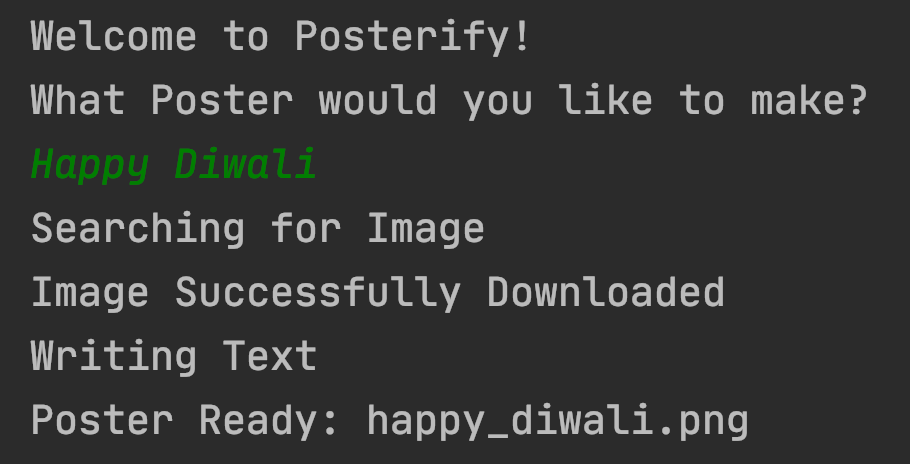 Welcome to Posterify!
What Poster would you like to make?
Happy Diwali
Searching for Image
Image Successfully Downloaded
Writing Text
Poster Ready: happy_diwali.png